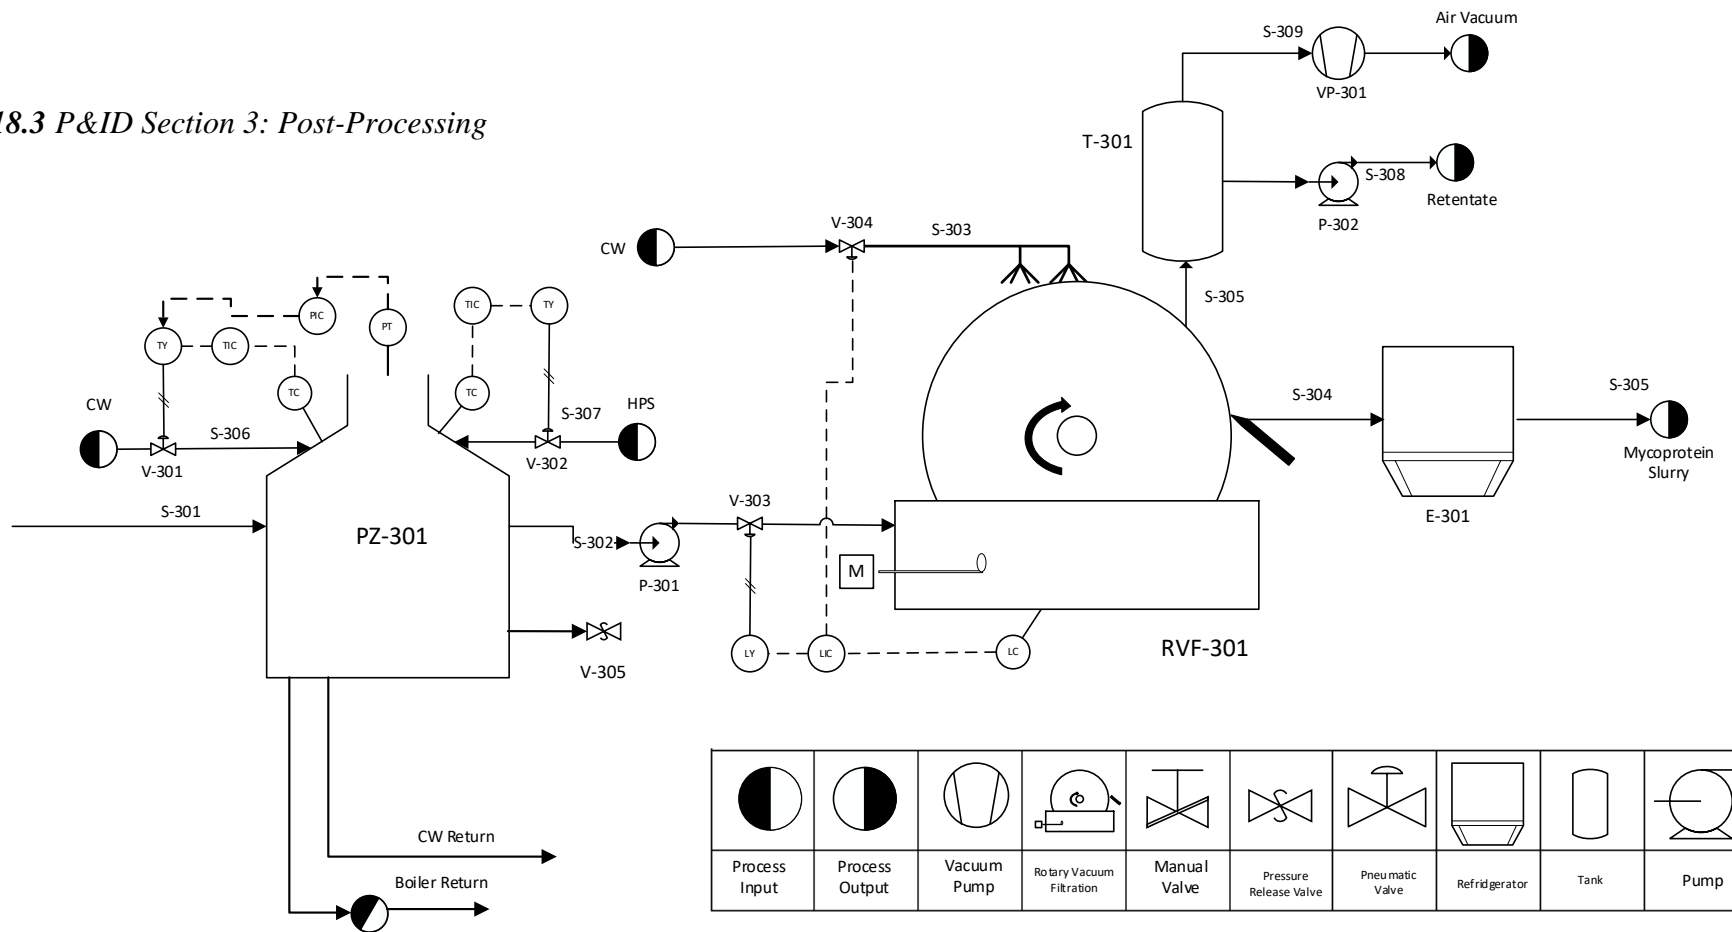 18.3 P&ID Section 3: Post-Processing
S-309
Air Vacuum
VP-301
T-301
S-308
P-302
Retentate
CW
V-304
S-303
S-305
PIC
PT
TIC
TY
TY
TIC
TC
TC
CW
S-306
V-301
S-307
HPS
V-302
S-304
S-305
Mycoprotein
Slurry
E-301
S-301
PZ-301
S-302
P-301
V-303
M
RVF-301
V-305
LY
LIC
LC
CW Return
Boiler Return
Process
Input
Process
Output
Vacuum
Pump
Rotary Vacuum
Filtration
Manual
Valve
Pressure
Release Valve
Pneumatic
Valve
Refridgerator
Tank
Pump